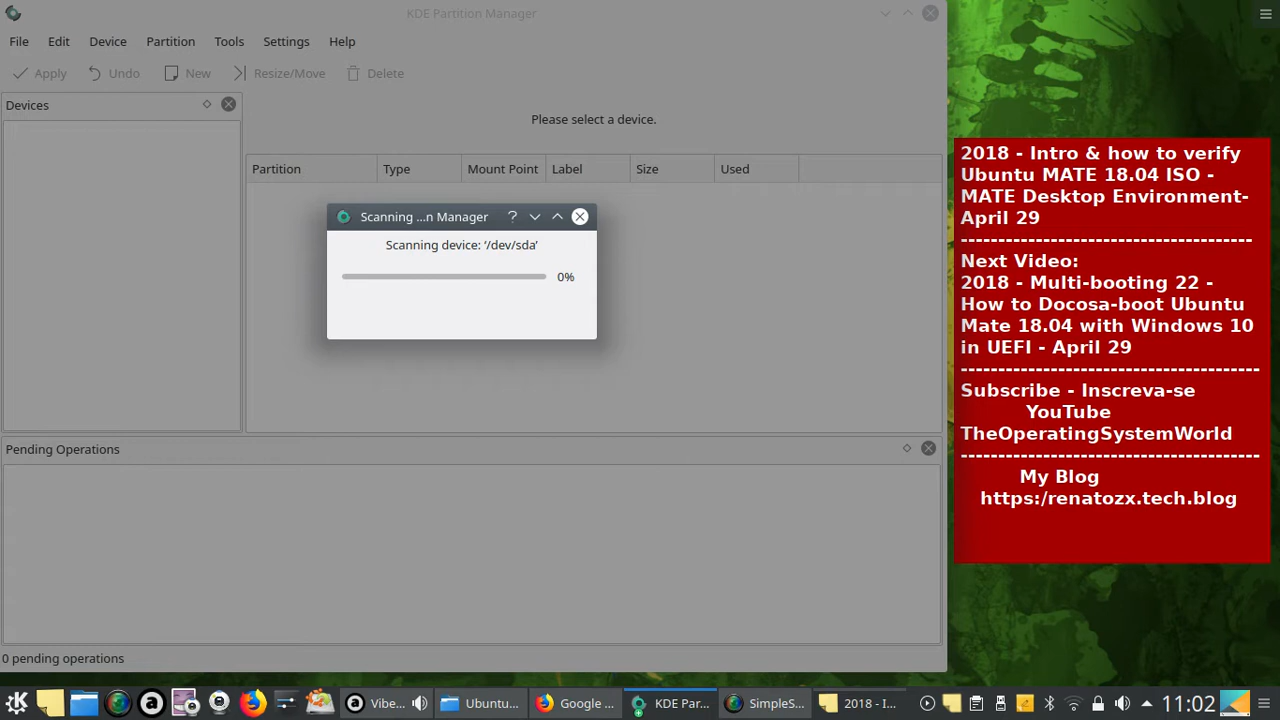 KDE Partition Manager
File Edit Device Partition Tools Settings Help
Apply Undo New Resize/Move Delete
Devices
Please select a device.
Partition Type Mount Point Label Size Used
Scanning ...n Manager
Scanning device: ‘/dev/sda’
0%
Pending Operations
0 pending operations
2018 - Intro & how to verify
Ubuntu MATE 18.04 ISO -
MATE Desktop Environment-
April 29
---------------------------------------
Next Video:
2018 - Multi-booting 22 -
How to Docosa-boot Ubuntu
Mate 18.04 with Windows 10
in UEFI - April 29
----------------------------------------
Subscribe - Inscreva-se
YouTube
TheOperatingSystemWorld
----------------------------------------
My Blog
https:/renatozx.tech.blog
Vibe... Ubuntu... Google ... KDE Par... SimpleS... 2018 - I... 11:02